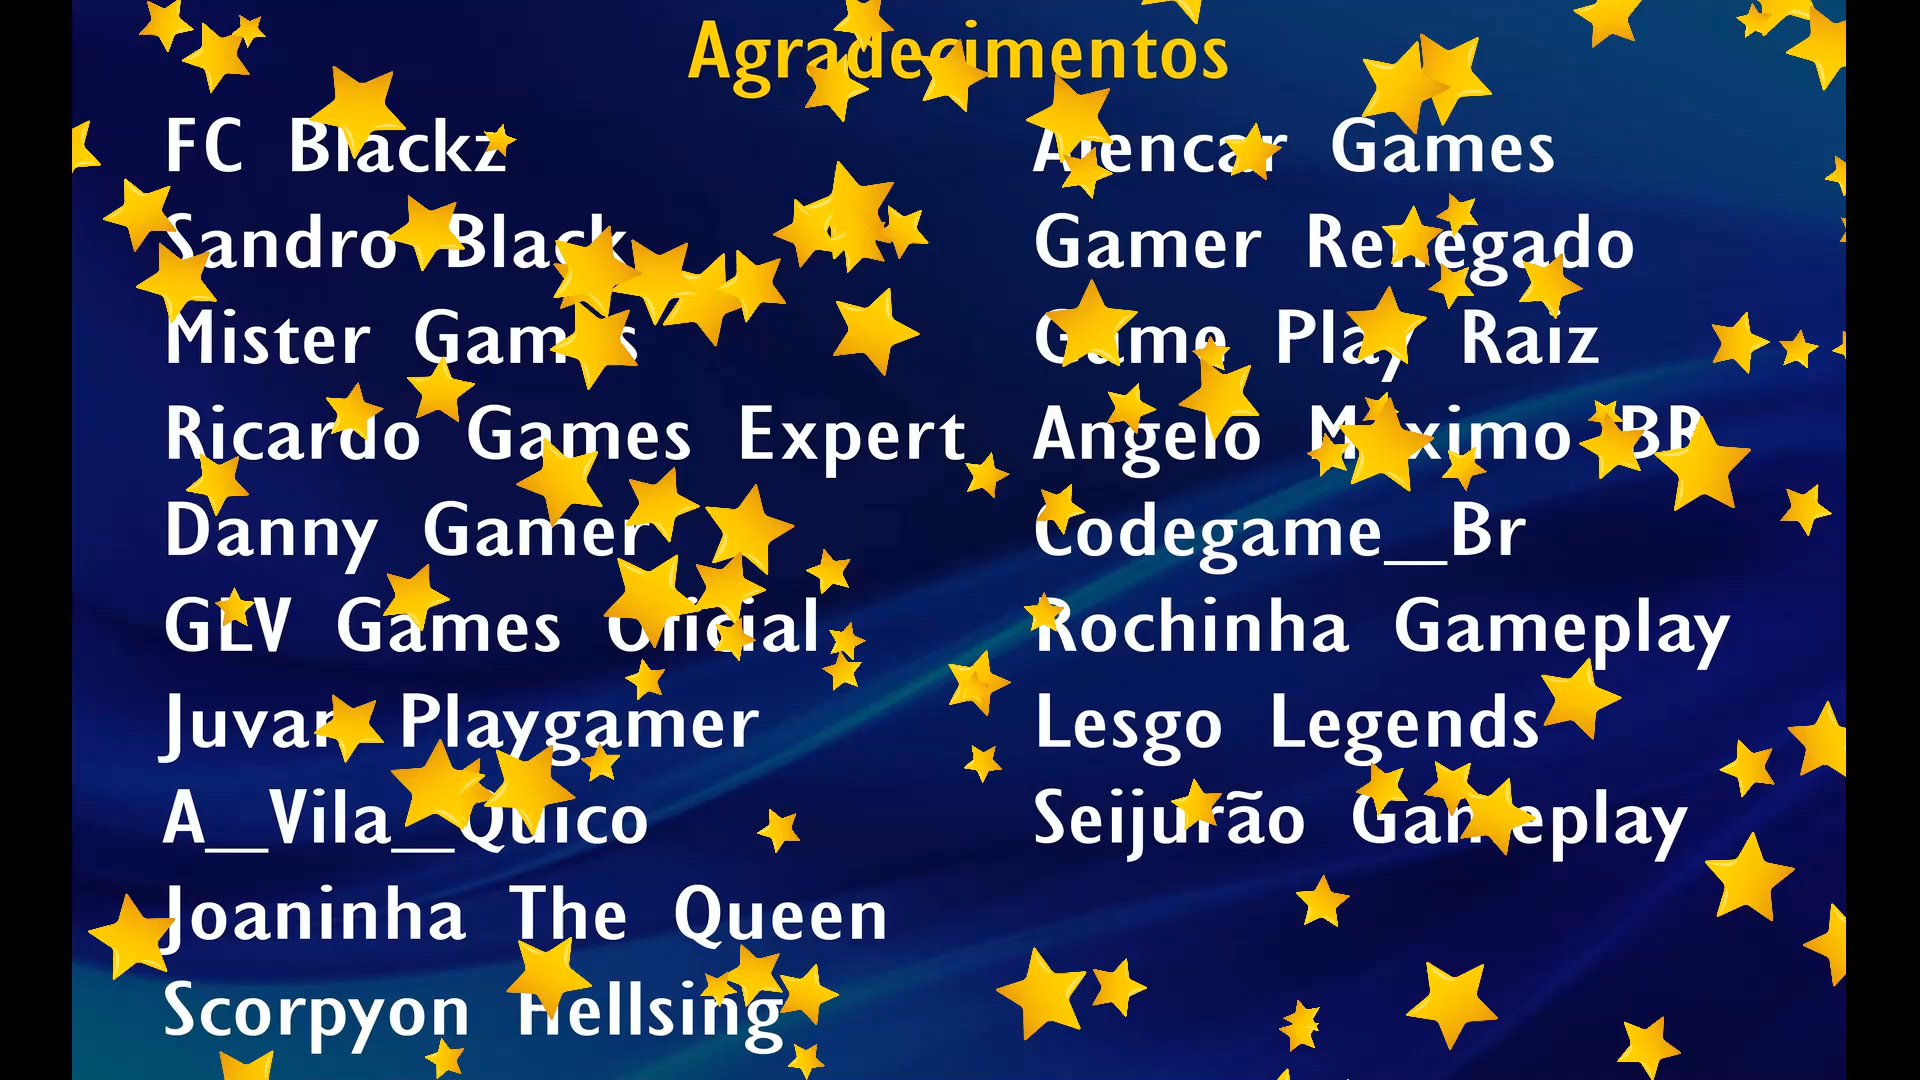 Agradecimentos
FC Blackz
Sandro Black
Mister Games
Ricardo Games Expert
Danny Gamer
GLV Games Oficial
Juvan Playgamer
A_Vila_Quico
Joaninha The Queen
Scorpyon Hellsing
Alencar Games
Gamer Renegado
Game Play Raiz
Angelo Máximo BR
Codegame_Br
Rochinha Gameplay
Lesgo Legends
Seijurão Gameplay